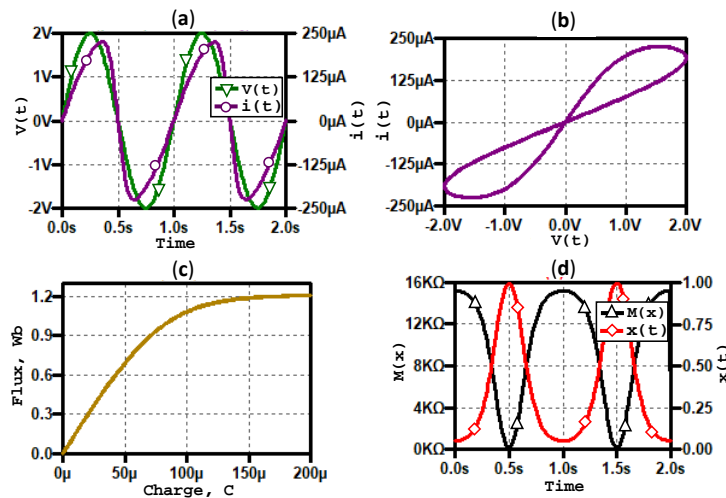 (a)
2V
1V
0V
-1V
-2V
250µA
125µA
0µA
-125µA
-250µA
0.0s 0.5s 1.0s 1.5s 2.0s
V(t)
i(t)
Time
V(t)
i(t)
(b)
250µA
125µA
0µA
-125µA
-250µA
-2.0V -1.0V 0.0V 1.0V 2.0V
i(t)
V(t)
(c)
1.2
0.9
0.6
0.3
0.0
0µ 50µ 100µ 150µ 200µ
Flux, Wb
Charge, C
(d)
16KΩ
12KΩ
8KΩ
4KΩ
0KΩ
1.00
0.75
0.50
0.25
0.00
0.0s 0.5s 1.0s 1.5s 2.0s
M(x)
x(t)
Time
M(x)
x(t)